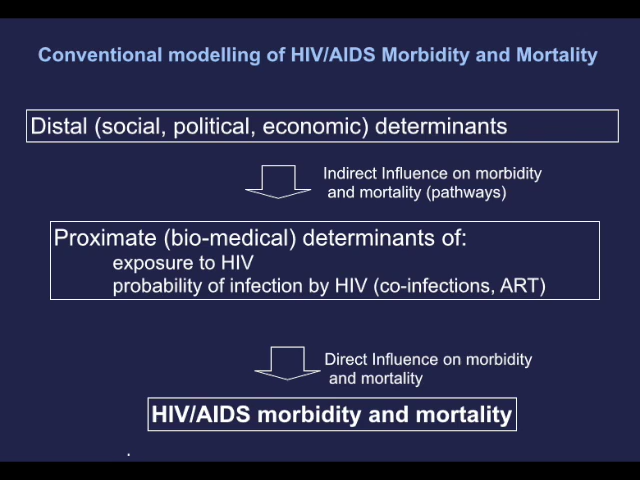 Conventional modelling of HIV/AIDS Morbidity and Mortality
Distal (social, political, economic) determinants
Indirect Influence on morbidity
and mortality (pathways)
Proximate (bio-medical) determinants of:
exposure to HIV
probability of infection by HIV (co-infections, ART)
Direct Influence on morbidity
and mortality
HIV/AIDS morbidity and mortality
.